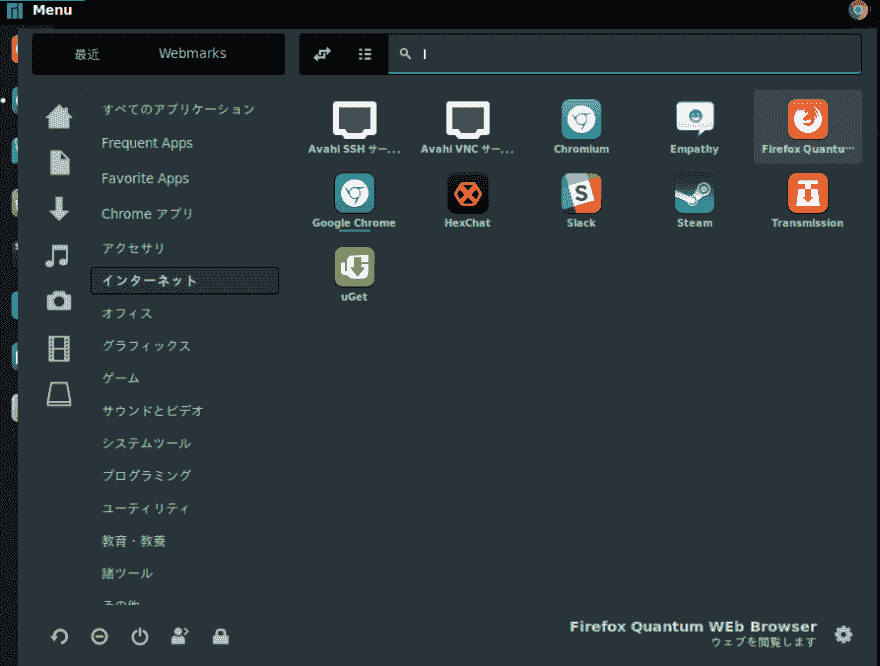 Menu
最近 Webmarks
すべてのアプリケーション
Frequent Apps
Favorite Apps
Chrome アプリ
アクセサリ
インターネット
オフィス
グラフィックス
ゲーム
サウンドとビデオ
システムツール
プログラミング
ユーティリティ
教育・教養
諸ツール
その他
Avahi SSH サー... Avahi VNC サー... Chromium Empathy Firefox Quantu...
Google Chrome HexChat Slack Steam Transmission
uGet
Firefox Quantum WEb Browser
ウェブを閲覧します